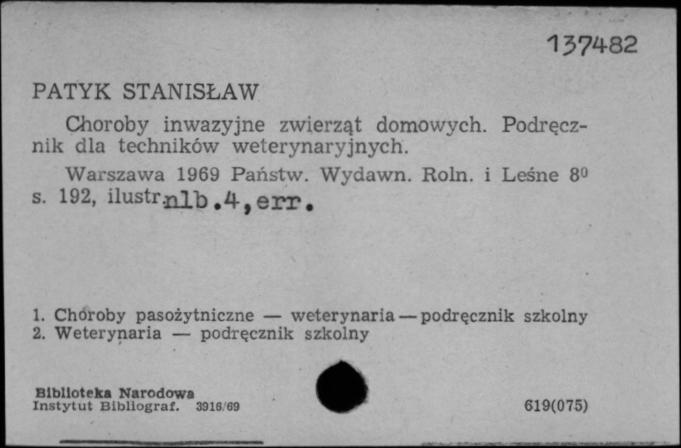 137482
PATYK STANISŁAW
Choroby inwazyjne zwierząt domowych. Podręcz-
nik dla techników weterynaryjnych.
Warszawa 1969 Państw. Wydawn. Roln. i Leśne 8⁰
s. 192, ilustr.nlb.4,err.
1. Choroby pasożytniczne — weterynaria — podręcznik szkolny
2. Weterynaria — podręcznik szkolny
Biblioteka Narodowa
Instytut Bibliograf. 3916/69
619(075)